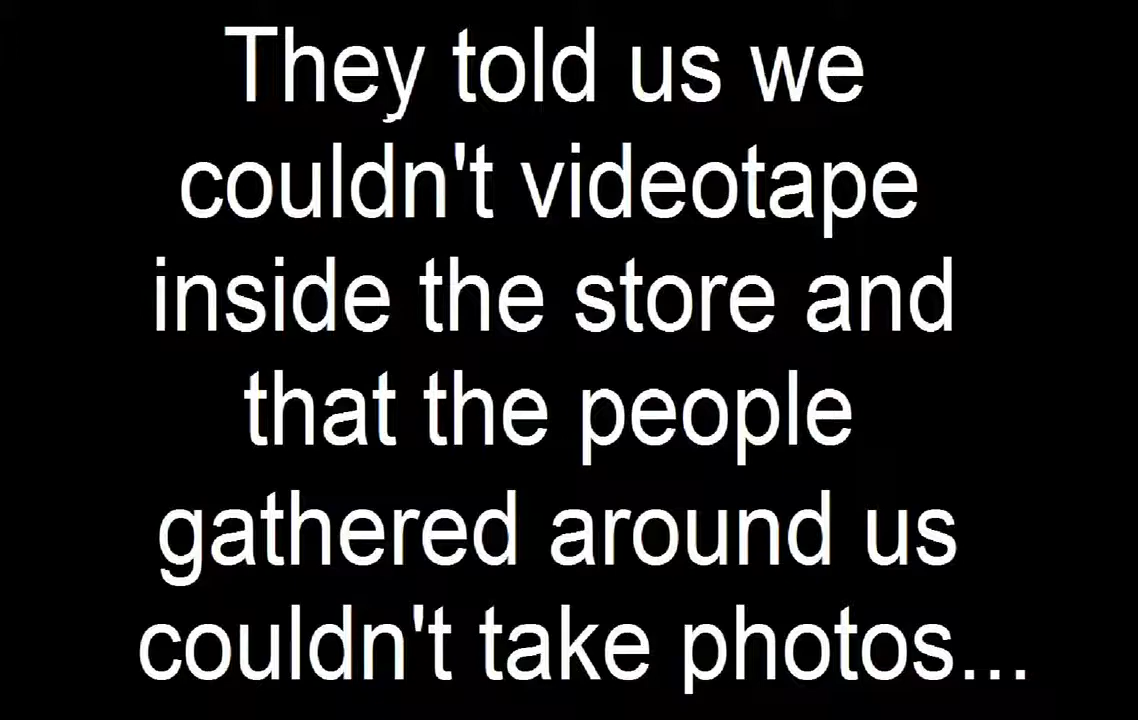 They told us we
couldn't videotape
inside the store and
that the people
gathered around us
couldn't take photos...